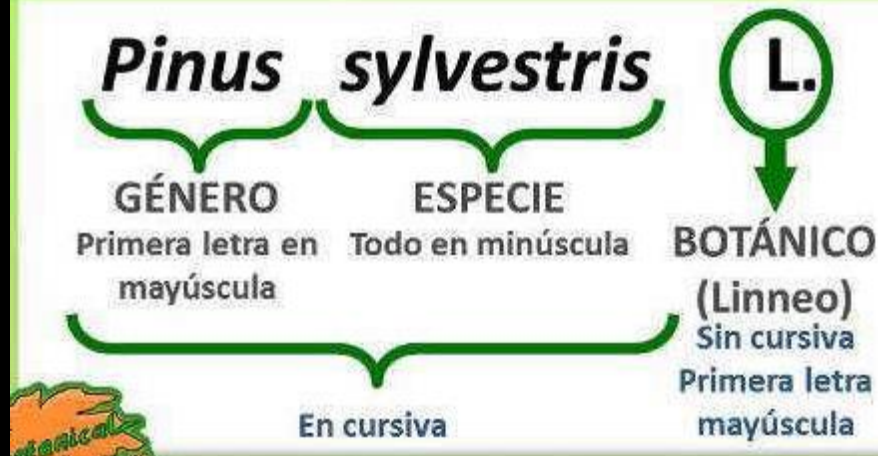 Pinus sylvestris L.
GÉNERO
Primera letra en
mayúscula
ESPECIE
Todo en minúscula
BOTÁNICO
(Linneo)
Sin cursiva
Primera letra
mayúscula
En cursiva